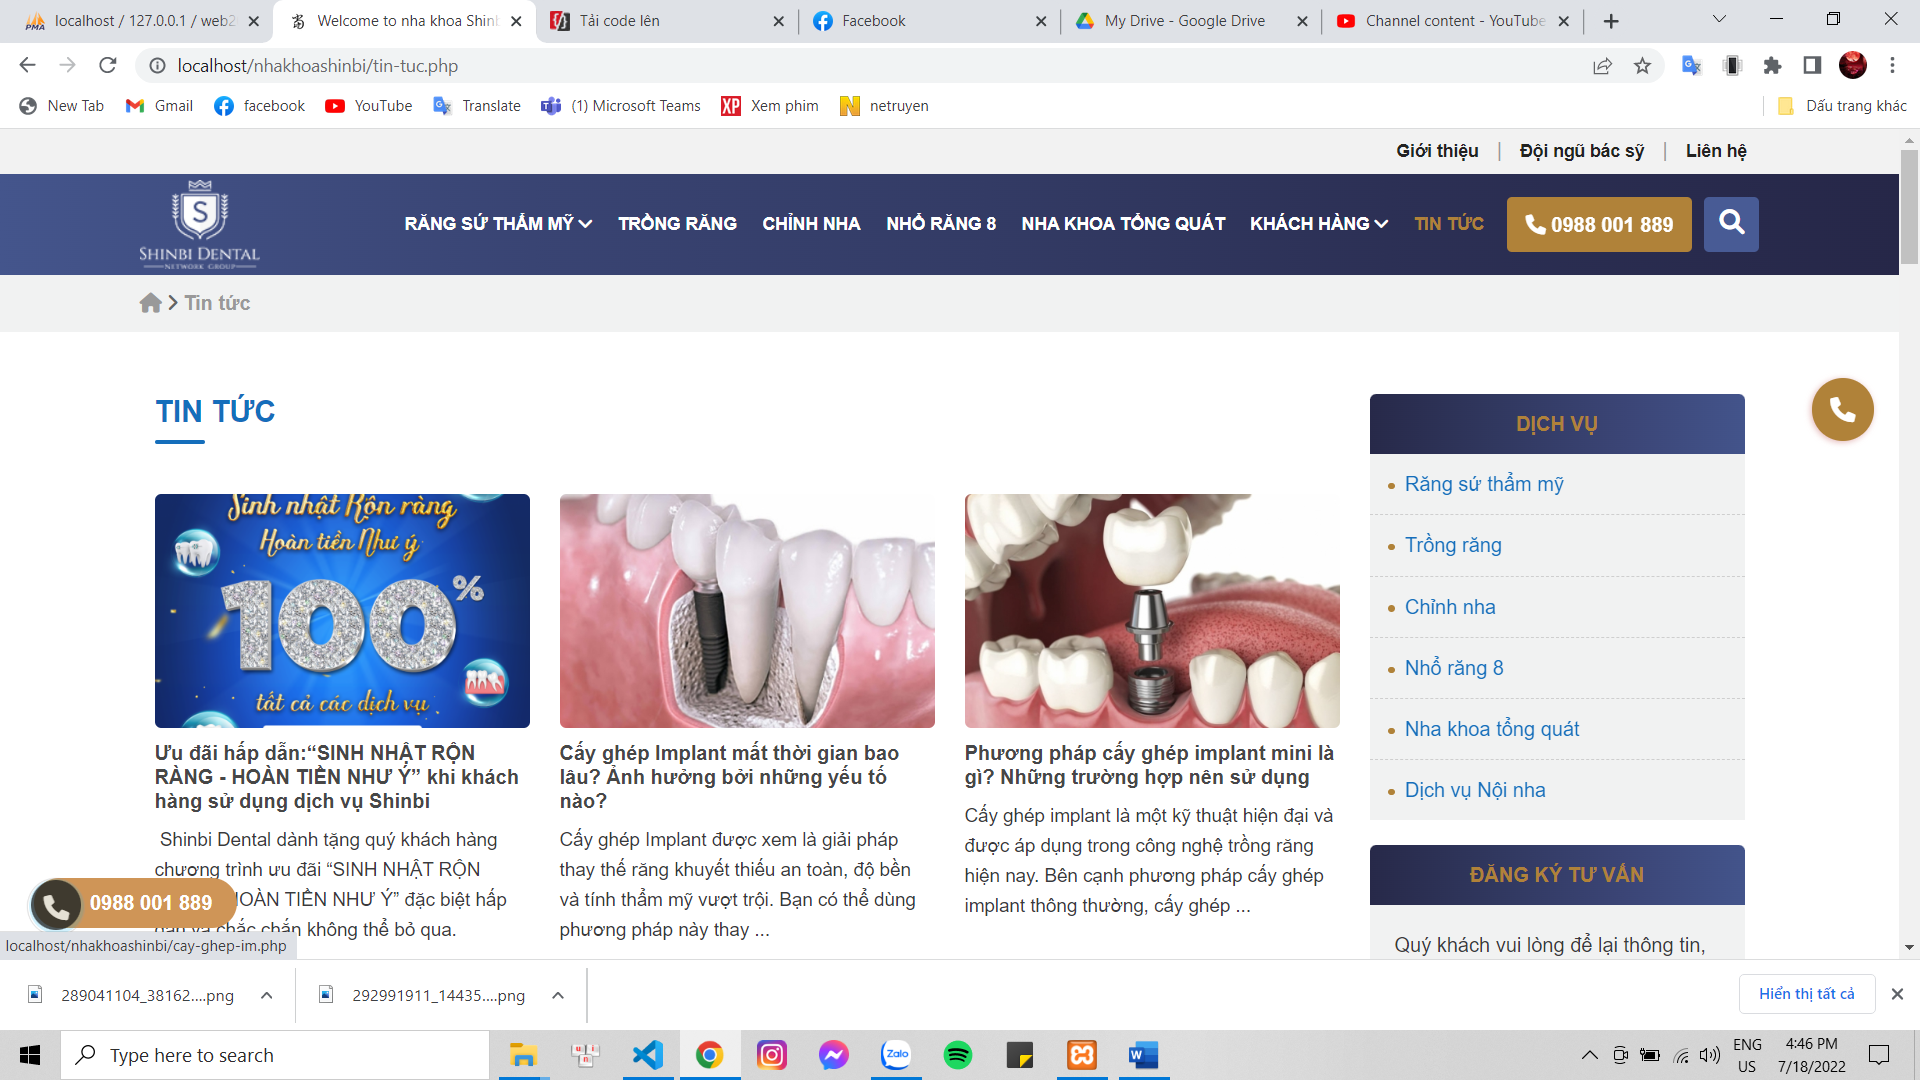 localhost / 127.0.0.1 / web2
Welcome to nha khoa Shinb
Tải code lên
Facebook
My Drive - Google Drive
Channel content - YouTube
localhost/nhakhoashinbi/tin-tuc.php
New Tab
Gmail
facebook
YouTube
Translate
(1) Microsoft Teams
XP
Xem phim
netruyen
Dấu trang khác
Giới thiệu | Đội ngũ bác sỹ | Liên hệ
S
SHINBI DENTAL
NETWORK GROUP
RĂNG SỨ THẨM MỸ
TRỒNG RĂNG
CHỈNH NHA
NHỔ RĂNG 8
NHA KHOA TỔNG QUÁT
KHÁCH HÀNG
TIN TỨC
0988 001 889
Tin tức
TIN TỨC
Sinh nhật Rộn ràng
Hoàn tiền Như ý
100%
tất cả các dịch vụ
Ưu đãi hấp dẫn:“SINH NHẬT RỘN
RÀNG - HOÀN TIỀN NHƯ Ý” khi khách
hàng sử dụng dịch vụ Shinbi
Shinbi Dental dành tặng quý khách hàng
chương trình ưu đãi “SINH NHẬT RỘN
HOÀN TIỀN NHƯ Ý” đặc biệt hấp
dẫn và chắc chắn không thể bỏ qua.
Cấy ghép Implant mất thời gian bao
lâu? Ảnh hưởng bởi những yếu tố
nào?
Cấy ghép Implant được xem là giải pháp
thay thế răng khuyết thiếu an toàn, độ bền
và tính thẩm mỹ vượt trội. Bạn có thể dùng
phương pháp này thay ...
Phương pháp cấy ghép implant mini là
gì? Những trường hợp nên sử dụng
Cấy ghép implant là một kỹ thuật hiện đại và
được áp dụng trong công nghệ trồng răng
hiện nay. Bên cạnh phương pháp cấy ghép
implant thông thường, cấy ghép ...
DỊCH VỤ
Răng sứ thẩm mỹ
Trồng răng
Chỉnh nha
Nhổ răng 8
Nha khoa tổng quát
Dịch vụ Nội nha
ĐĂNG KÝ TƯ VẤN
Quý khách vui lòng để lại thông tin,
0988 001 889
localhost/nhakhoashinbi/cay-ghep-im.php
289041104_38162....png
292991911_14435....png
Hiển thị tất cả
Type here to search
Zalo
ENG
US
4:46 PM
7/18/2022